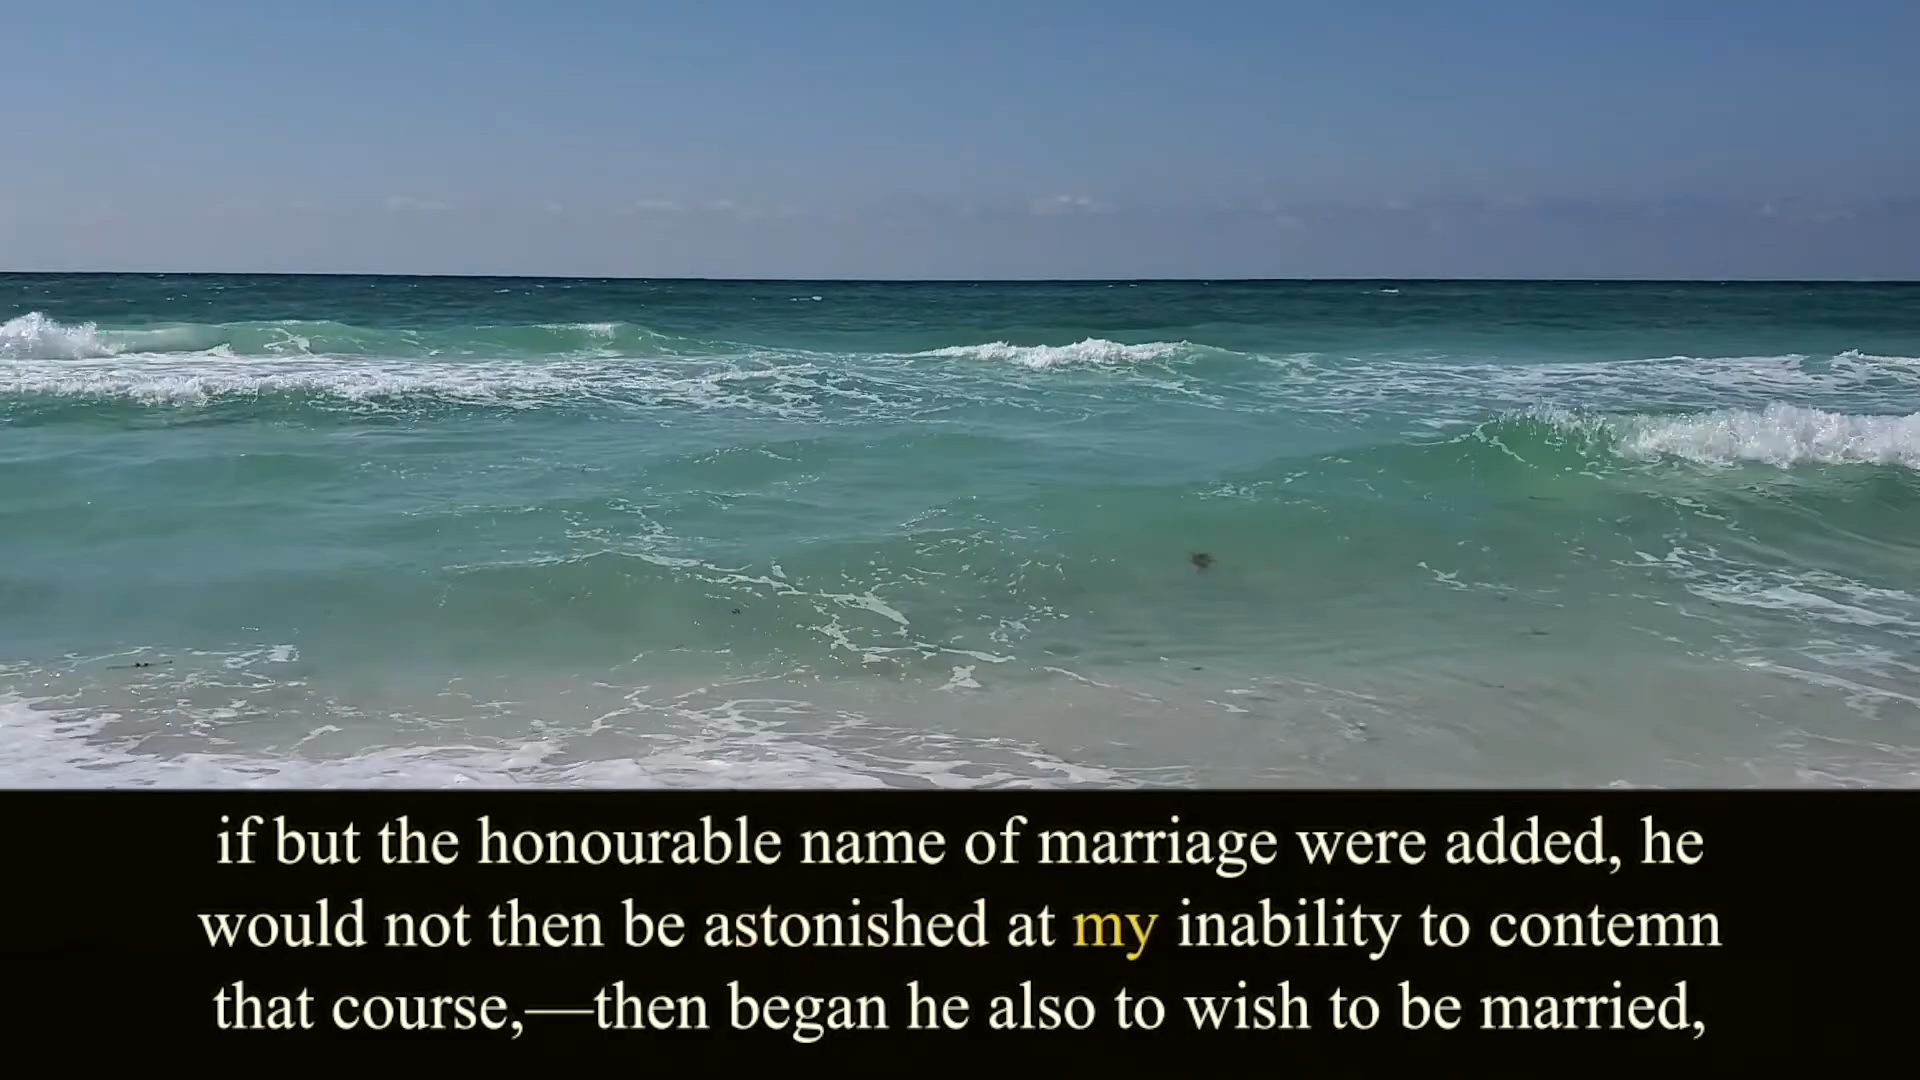 if but the honourable name of marriage were added, he
would not then be astonished at my inability to contemn
that course,—then began he also to wish to be married,